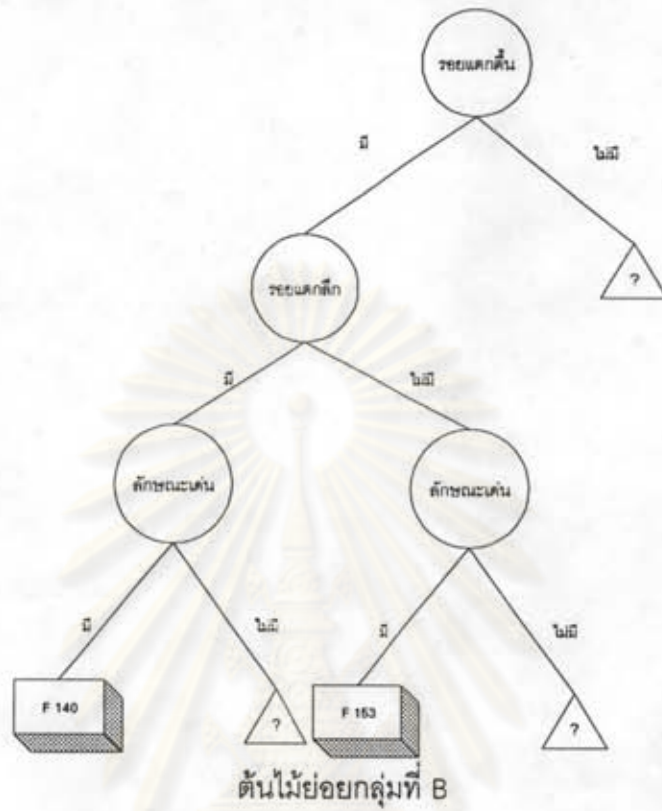 รอยแตกตื้น
มี
ไม่มี
รอยแตกลึก
?
มี
ไม่มี
ลักษณะเด่น
ลักษณะเด่น
มี
ไม่มี
มี
ไม่มี
F 140
?
F 153
?
ต้นไม้ย่อยกลุ่มที่ B